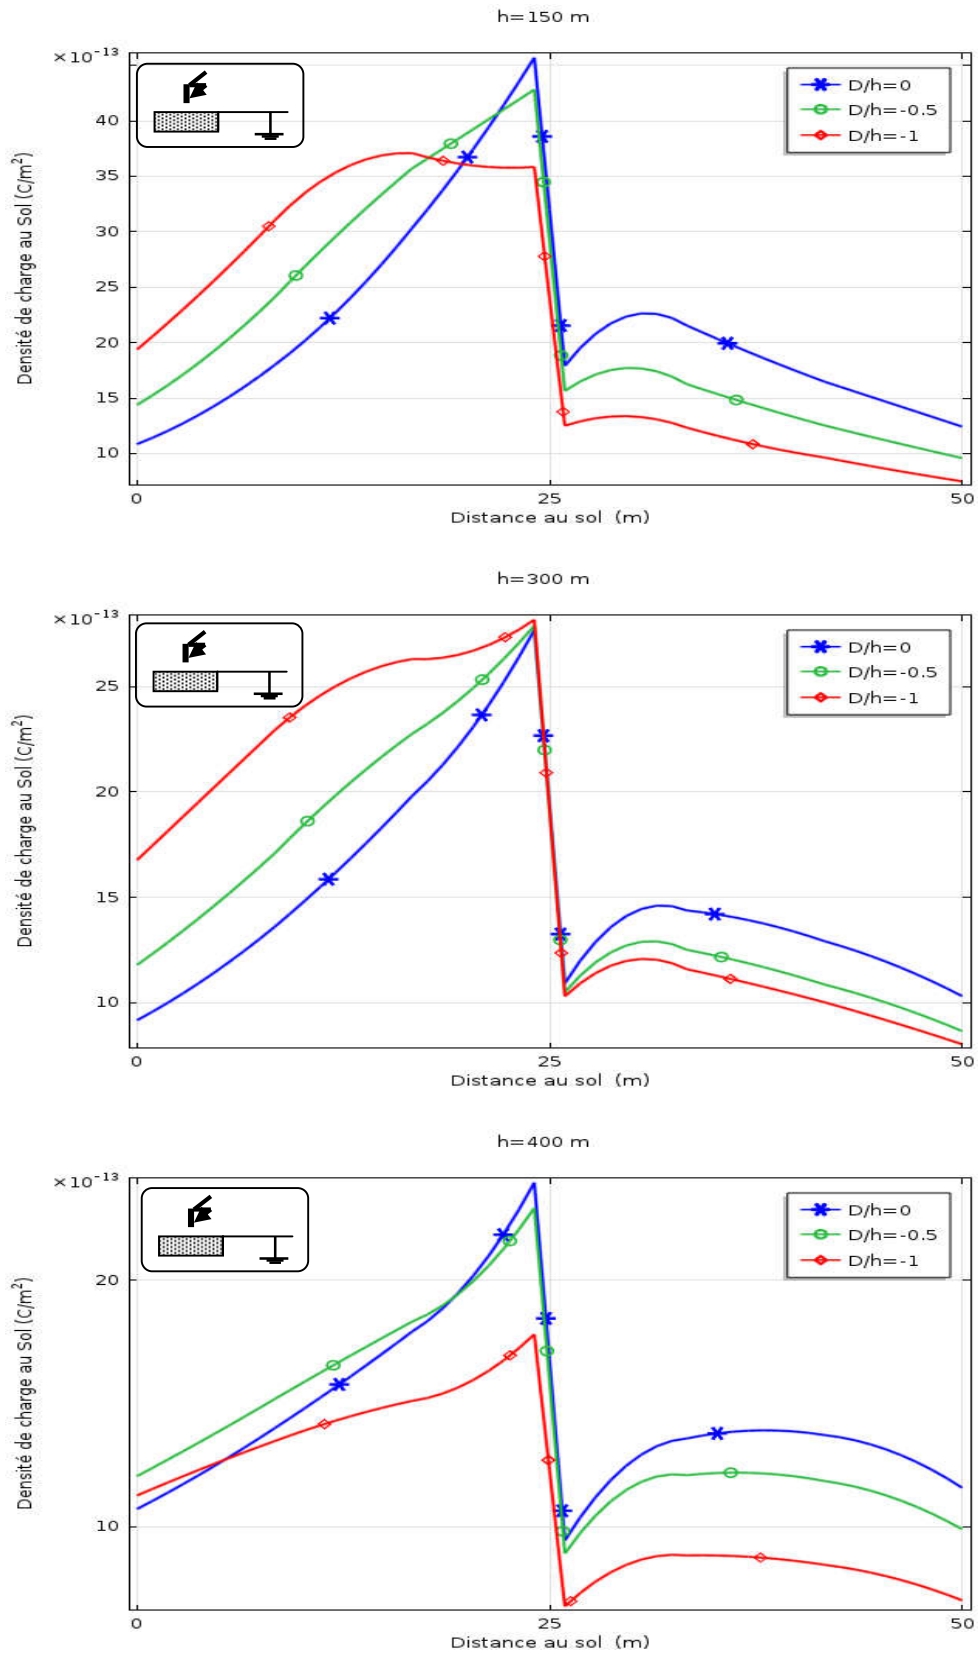 h=150 m
×10⁻¹³
D/h=0
D/h=-0.5
D/h=-1
40
35
30
25
20
15
10
Densité de charge au Sol (C/m²)
0
25
50
Distance au sol (m)
h=300 m
×10⁻¹³
D/h=0
D/h=-0.5
D/h=-1
25
20
15
10
Densité de charge au Sol (C/m²)
0
25
50
Distance au sol (m)
h=400 m
×10⁻¹³
D/h=0
D/h=-0.5
D/h=-1
20
10
Densité de charge au Sol (C/m²)
0
25
50
Distance au sol (m)